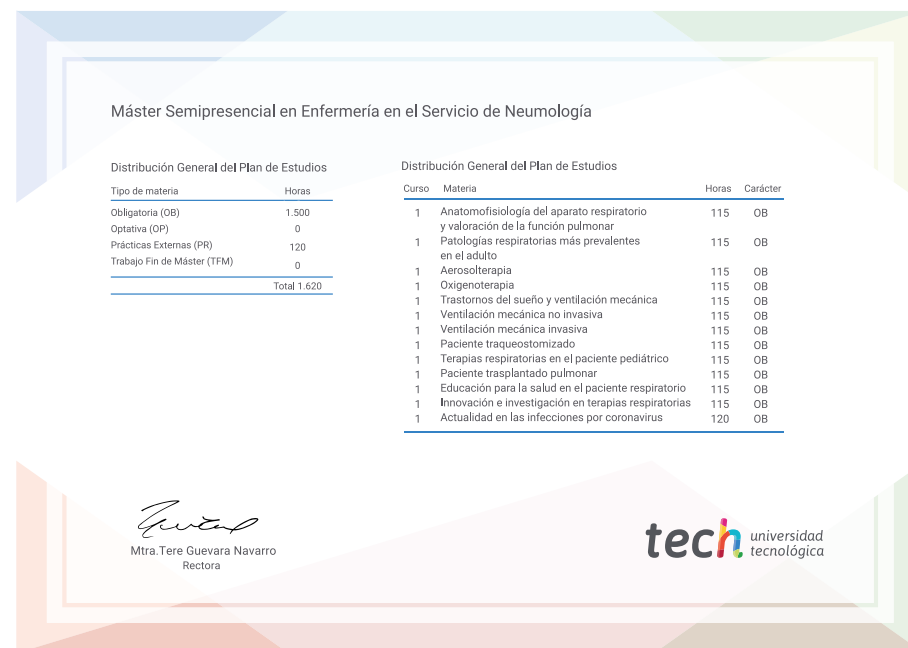 Máster Semipresencial en Enfermería en el Servicio de Neumología
Distribución General del Plan de Estudios
Tipo de materia Horas
Obligatoria (OB) 1.500
Optativa (OP) 0
Prácticas Externas (PR) 120
Trabajo Fin de Máster (TFM) 0
Total 1.620
Distribución General del Plan de Estudios
Curso Materia Horas Carácter
1 Anatomofisiología del aparato respiratorio 115 OB
y valoración de la función pulmonar
1 Patologías respiratorias más prevalentes 115 OB
en el adulto
1 Aerosolterapia 115 OB
1 Oxigenoterapia 115 OB
1 Trastornos del sueño y ventilación mecánica 115 OB
1 Ventilación mecánica no invasiva 115 OB
1 Ventilación mecánica invasiva 115 OB
1 Paciente traqueostomizado 115 OB
1 Terapias respiratorias en el paciente pediátrico 115 OB
1 Paciente trasplantado pulmonar 115 OB
1 Educación para la salud en el paciente respiratorio 115 OB
1 Innovación e investigación en terapias respiratorias 115 OB
1 Actualidad en las infecciones por coronavirus 120 OB
Mtra.Tere Guevara Navarro
Rectora
tech universidad
tecnológica